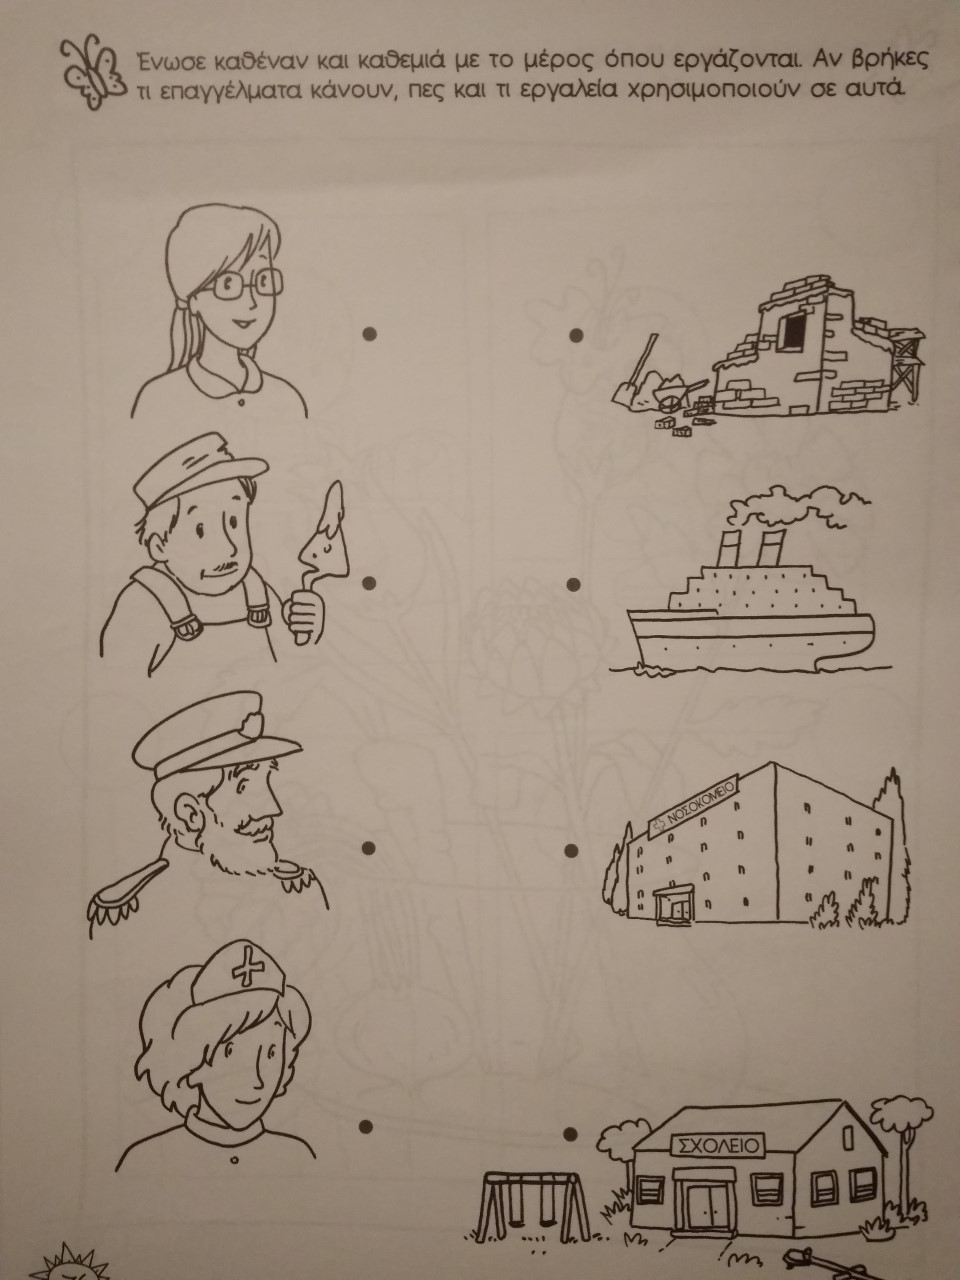 Ένωσε καθέναν και καθεμιά με το μέρος όπου εργάζονται. Αν βρήκες
τι επαγγέλματα κάνουν, πες και τι εργαλεία χρησιμοποιούν σε αυτά.
ΝΟΣΟΚΟΜΕΙΟ
ΣΧΟΛΕΙΟ